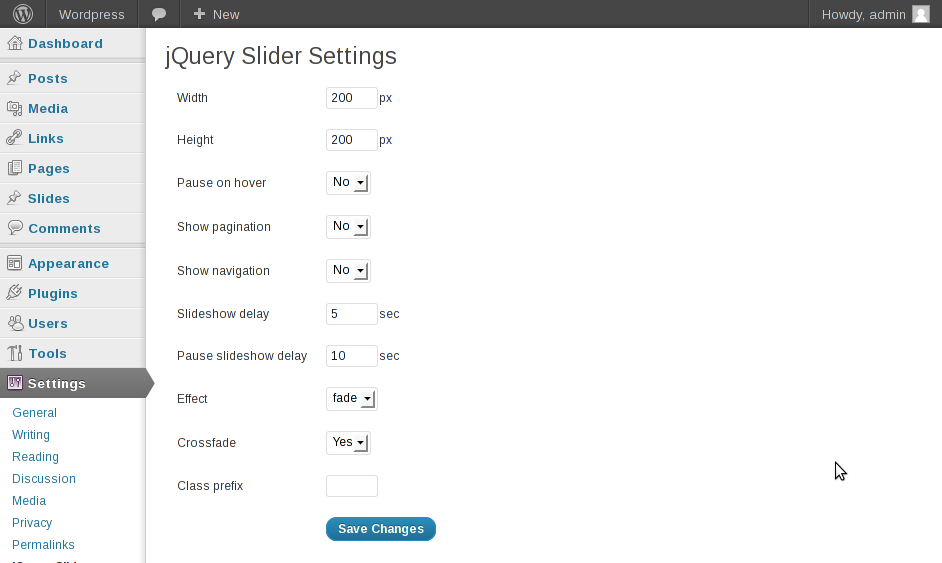 Wordpress New Howdy, admin
Dashboard
Posts
Media
Links
Pages
Slides
Comments
Appearance
Plugins
Users
Tools
Settings
General
Writing
Reading
Discussion
Media
Privacy
Permalinks
jQuery Slider Settings
Width 200 px
Height 200 px
Pause on hover No
Show pagination No
Show navigation No
Slideshow delay 5 sec
Pause slideshow delay 10 sec
Effect fade
Crossfade Yes
Class prefix
Save Changes